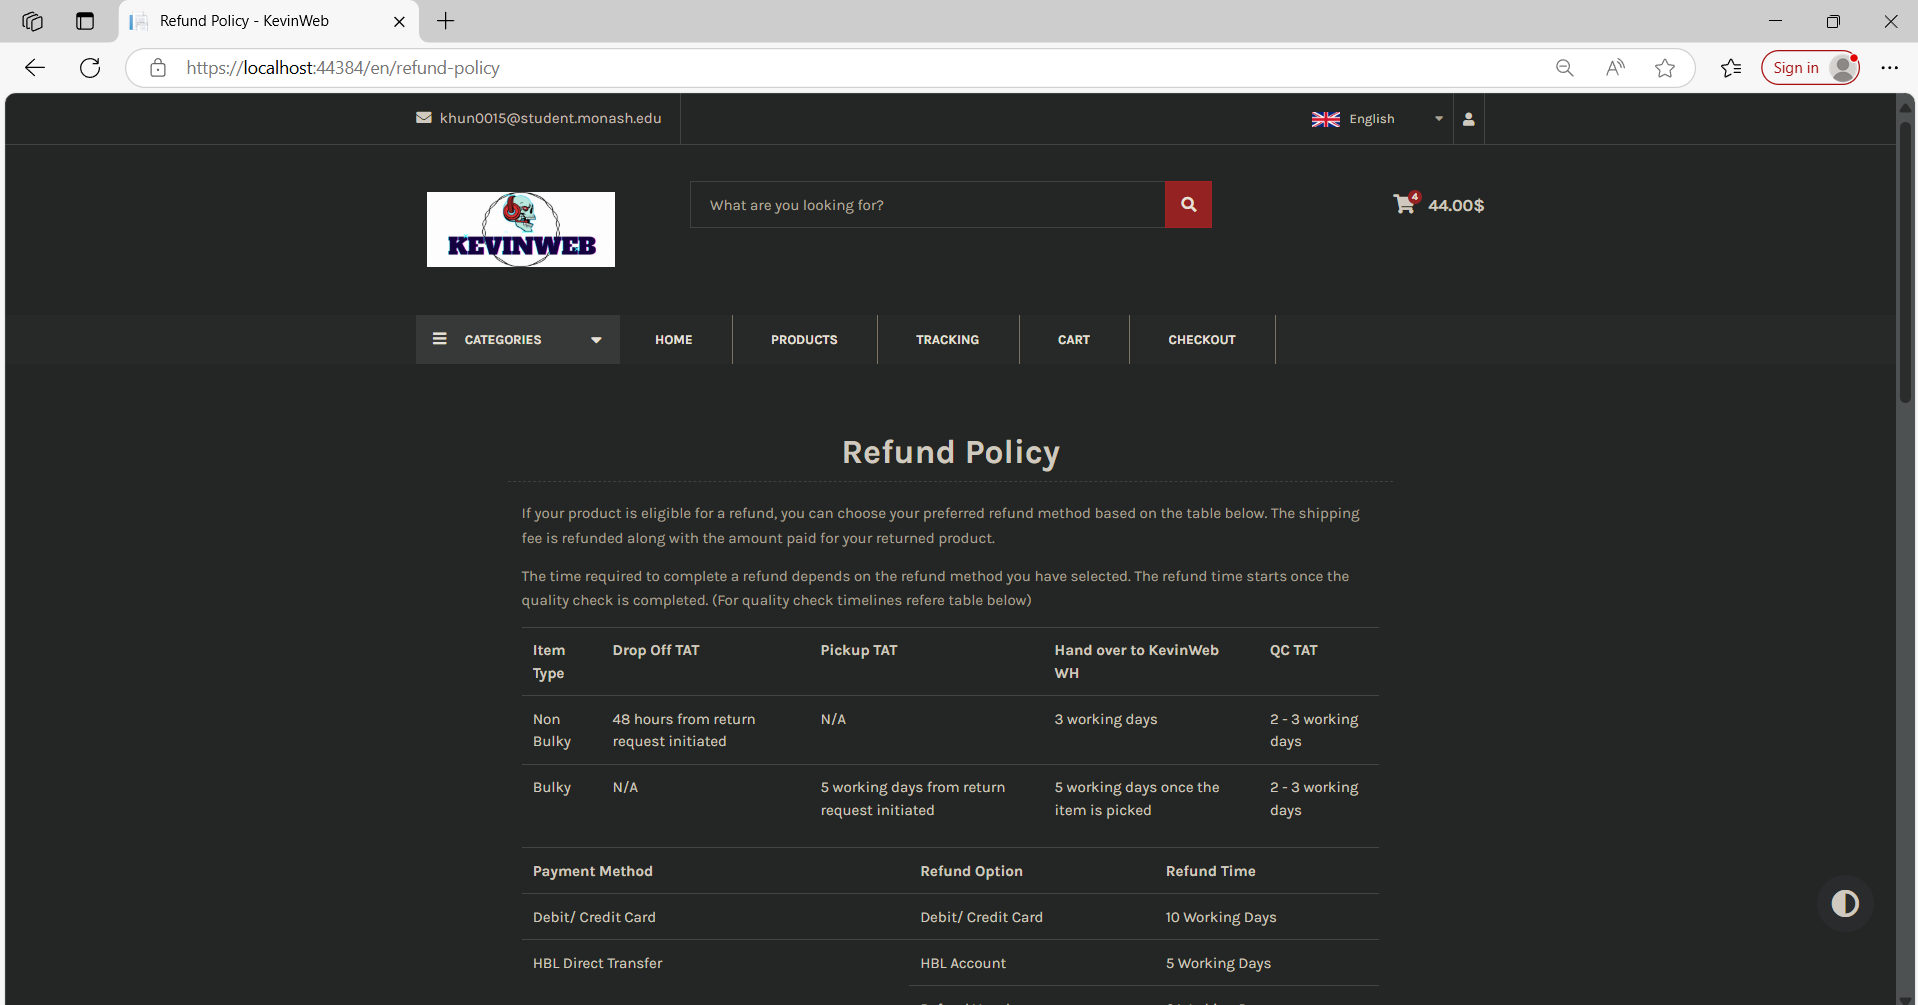 Refund Policy - KevinWeb
https://localhost:44384/en/refund-policy
Sign in
khun0015@student.monash.edu
English
KEVINWEB
What are you looking for?
4
44.00$
CATEGORIES
HOME
PRODUCTS
TRACKING
CART
CHECKOUT
Refund Policy
If your product is eligible for a refund, you can choose your preferred refund method based on the table below. The shipping
fee is refunded along with the amount paid for your returned product.
The time required to complete a refund depends on the refund method you have selected. The refund time starts once the
quality check is completed. (For quality check timelines refere table below)
Item
Type
Drop Off TAT
Pickup TAT
Hand over to KevinWeb
WH
QC TAT
Non
Bulky
48 hours from return
request initiated
N/A
3 working days
2 - 3 working
days
Bulky
N/A
5 working days from return
request initiated
5 working days once the
item is picked
2 - 3 working
days
Payment Method
Refund Option
Refund Time
Debit/ Credit Card
Debit/ Credit Card
10 Working Days
HBL Direct Transfer
HBL Account
5 Working Days